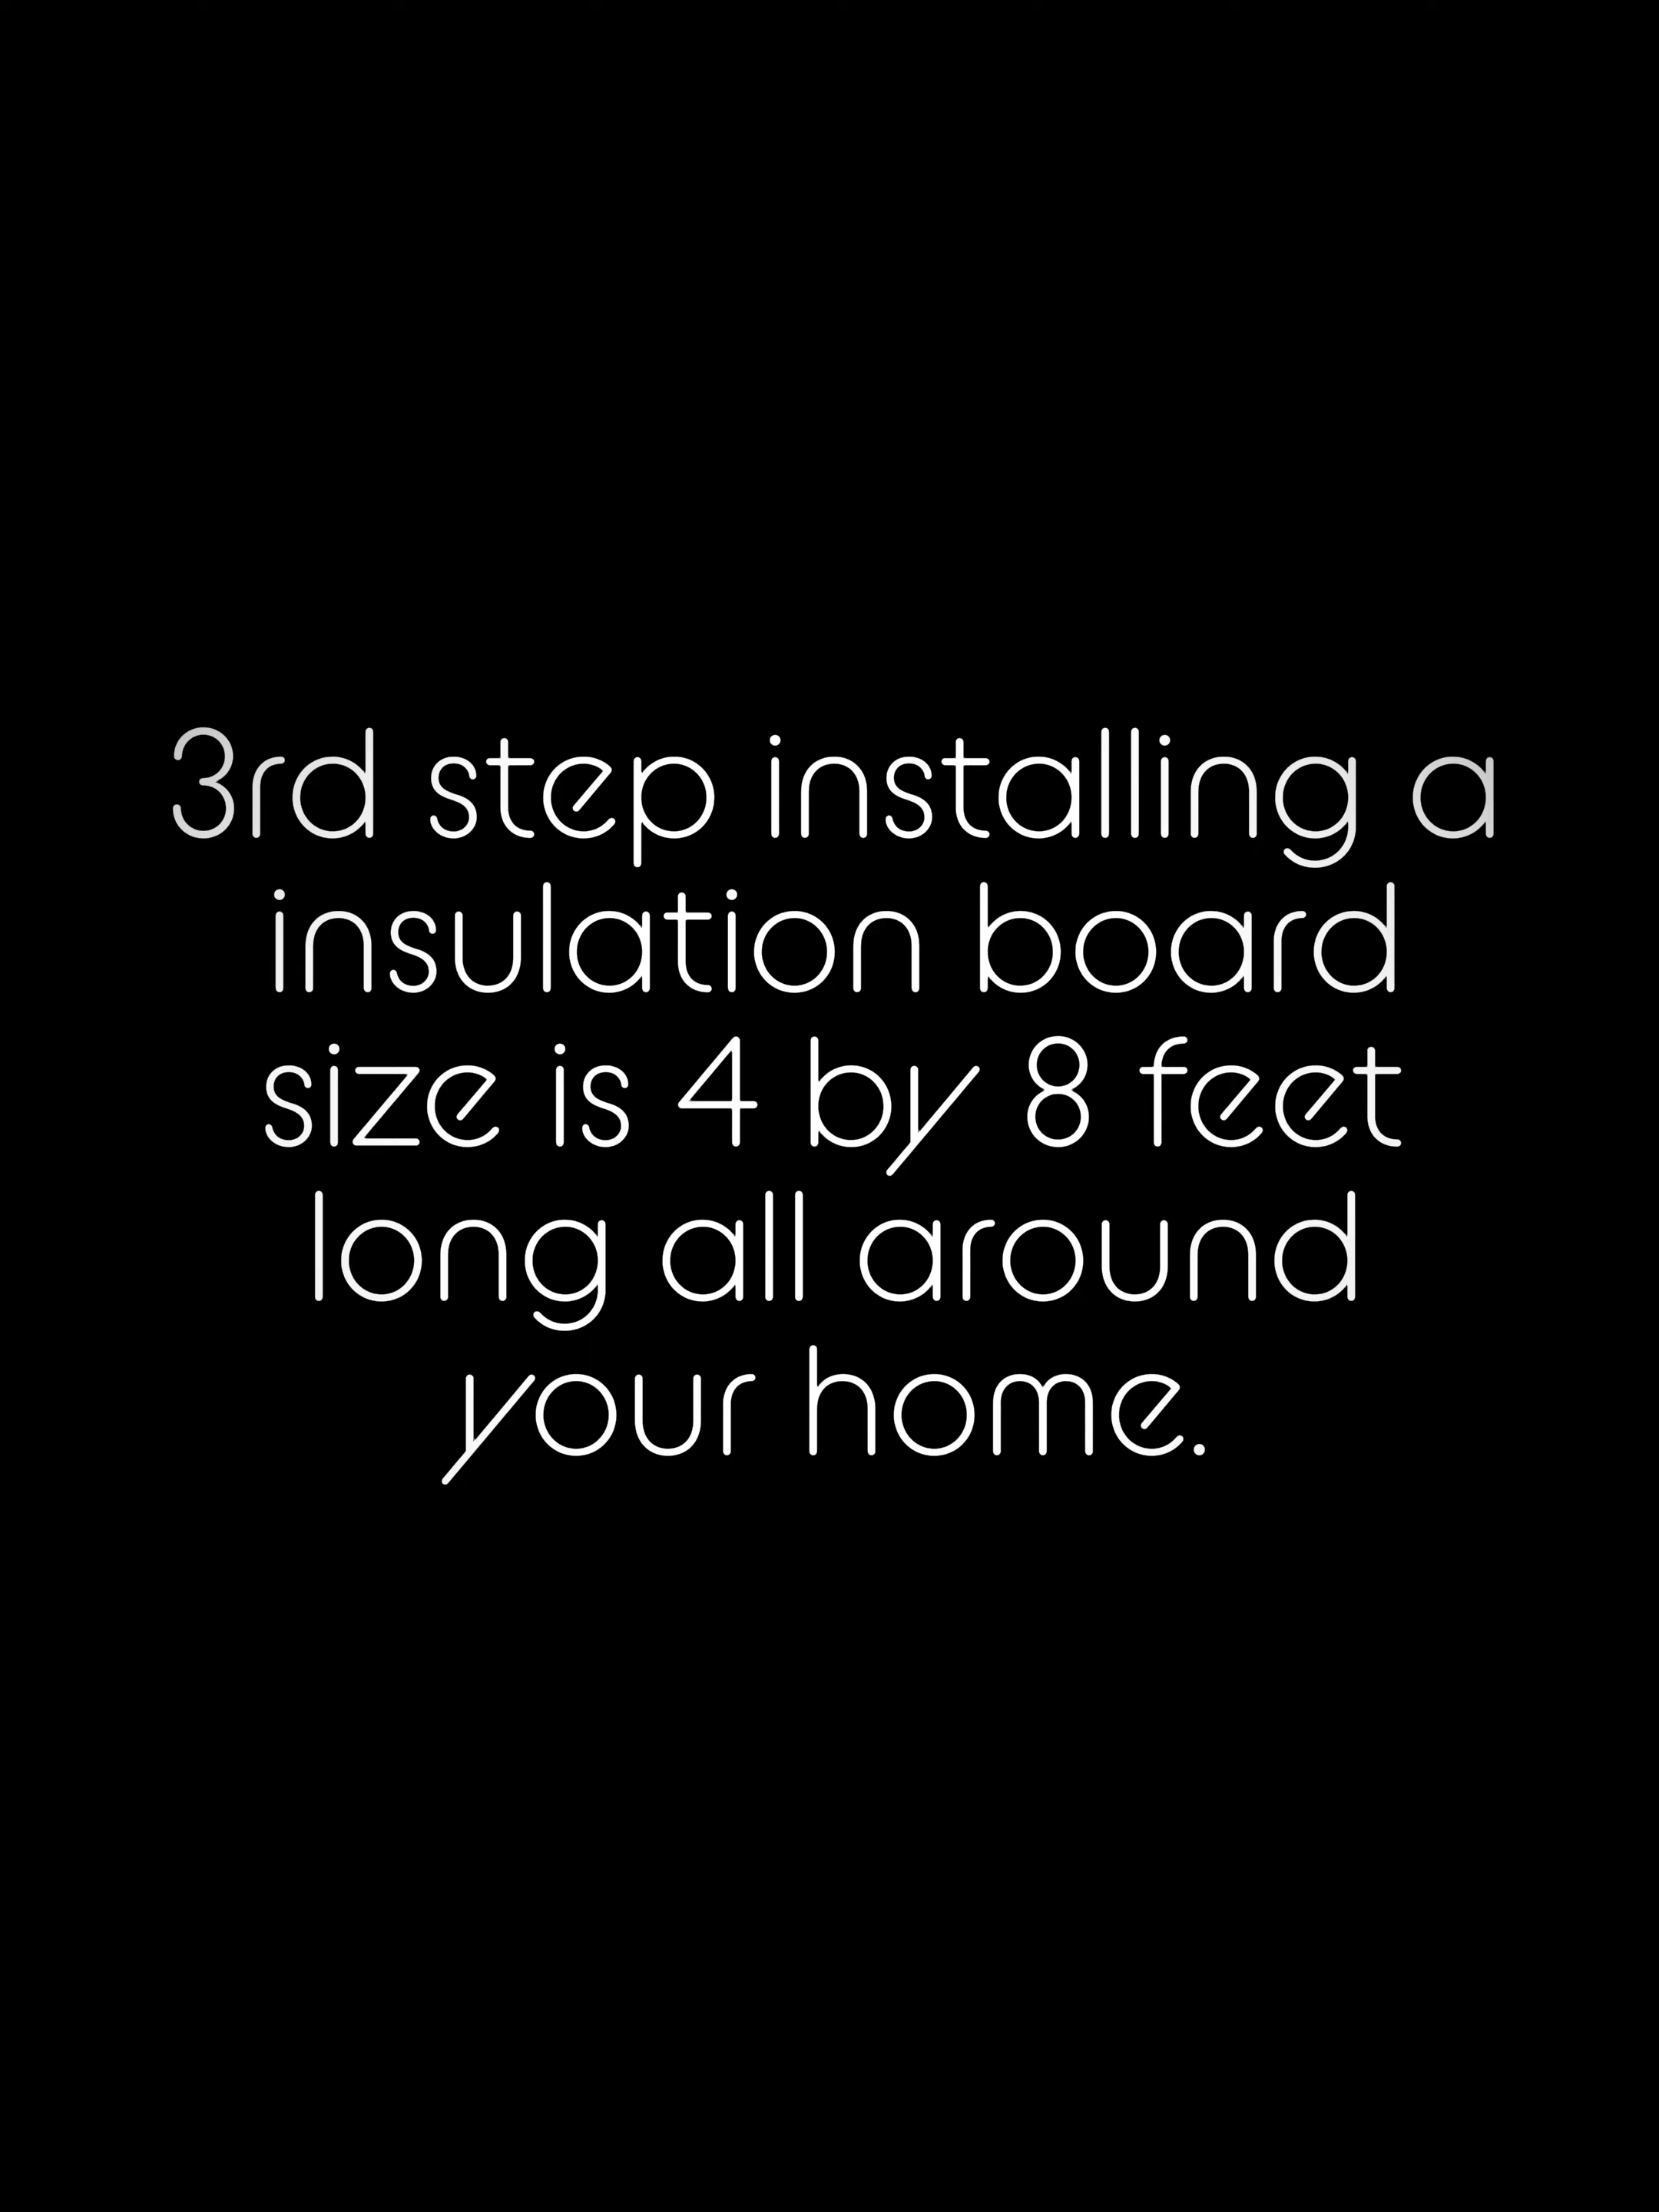 3rd step installing a
insulation board
size is 4 by 8 feet
long all around
your home.